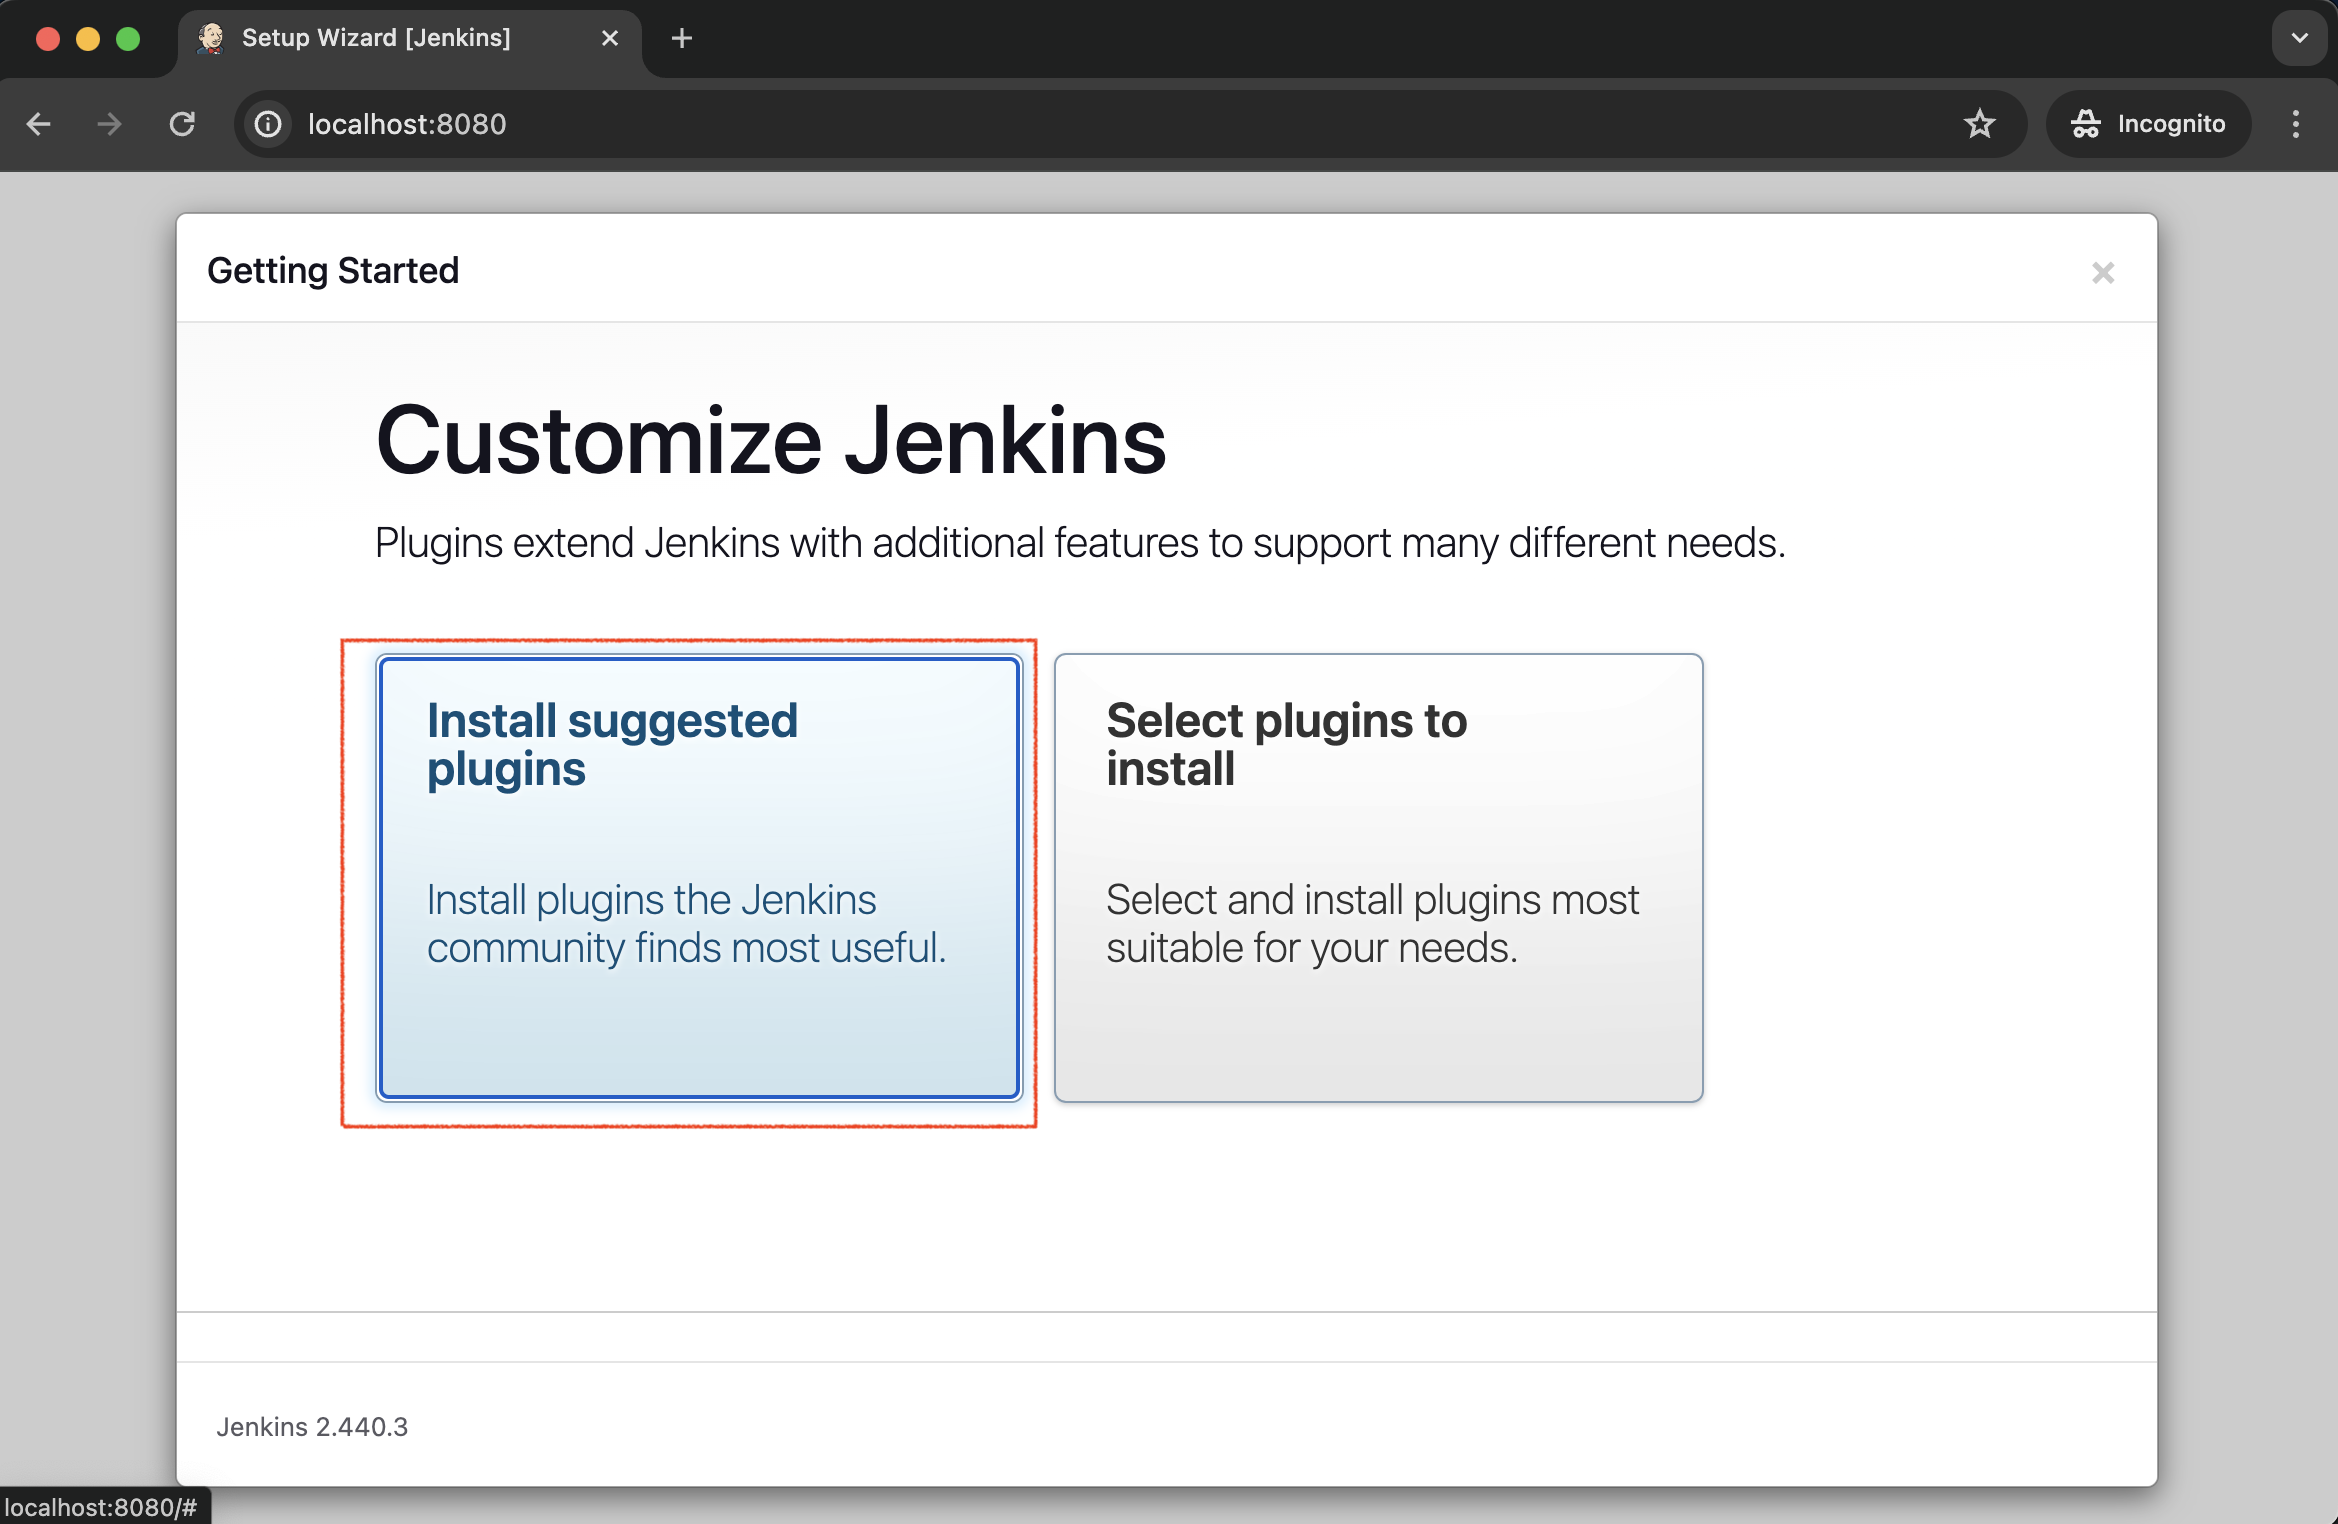 Setup Wizard [Jenkins]
localhost:8080
Incognito
Getting Started
Customize Jenkins
Plugins extend Jenkins with additional features to support many different needs.
Install suggested
plugins
Install plugins the Jenkins
community finds most useful.
Select plugins to
install
Select and install plugins most
suitable for your needs.
Jenkins 2.440.3
localhost:8080/#